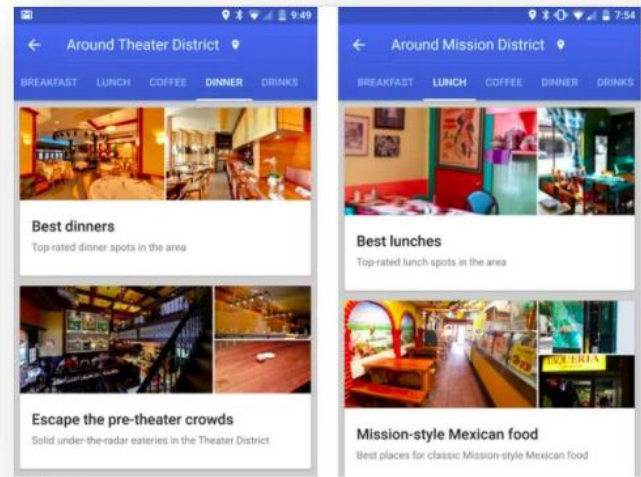 9:49
Around Theater District
BREAKFAST LUNCH COFFEE DINNER DRINKS
Best dinners
Top-rated dinner spots in the area
Escape the pre-theater crowds
Solid under-the-radar eateries in the Theater District
7:54
Around Mission District
BREAKFAST LUNCH COFFEE DINNER DRINKS
Best lunches
Top-rated lunch spots in the area
TAQUERIA
Mission-style Mexican food
Best places for classic Mission-style Mexican food